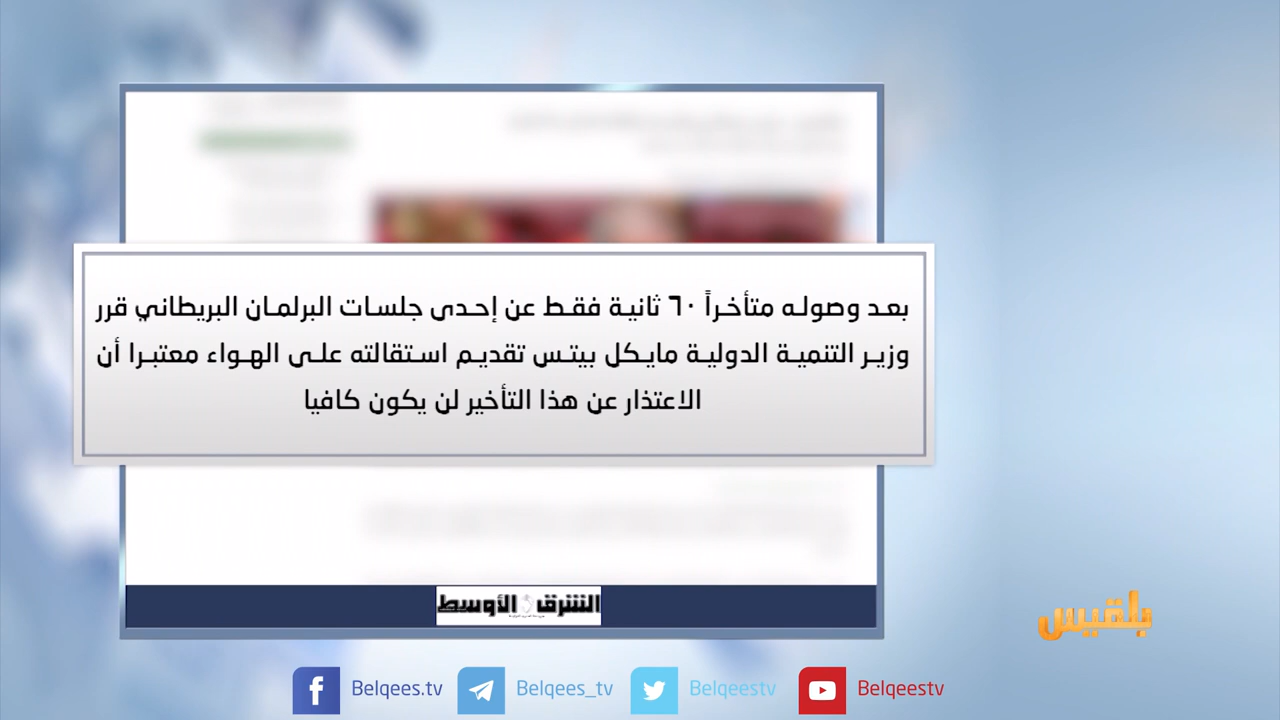 بعد وصوله متأخراً ٦٠ ثانية فقط عن إحدى جلسات البرلمان البريطاني قرر
وزير التنمية الدولية مايكل بيتس تقديم استقالته على الهواء معتبرا أن
الاعتذار عن هذا التأخير لن يكون كافيا
الشرق الأوسط
بلقيس
Belqees.tv Belqees_tv Belqeestv Belqeestv